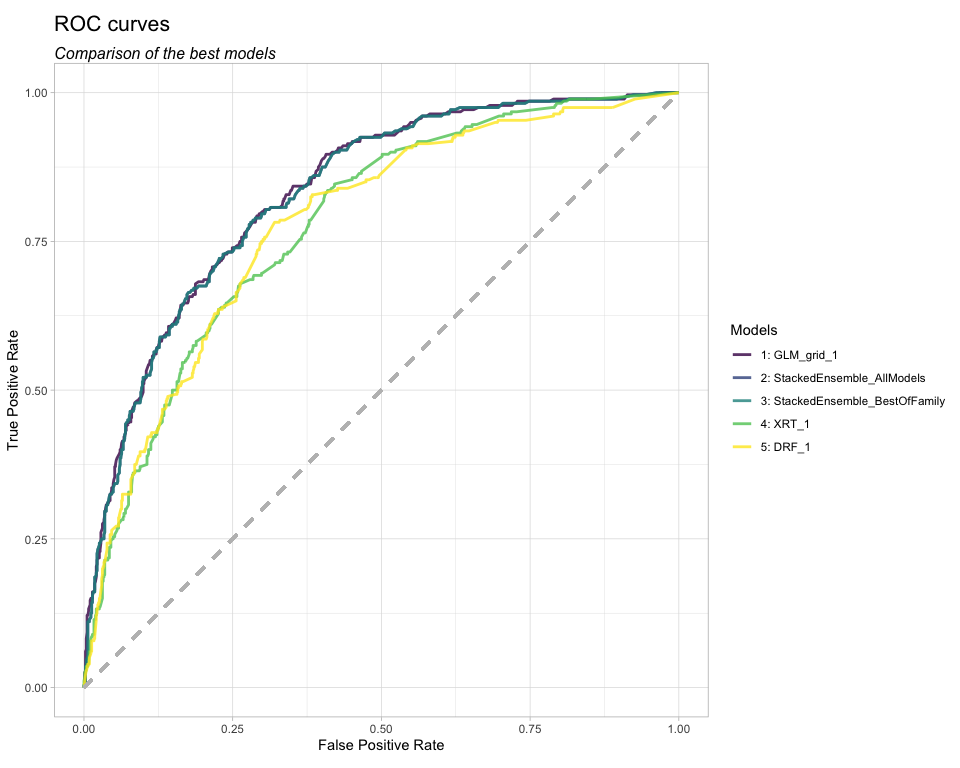 ROC curves
Comparison of the best models
1.00
0.75
0.50
0.25
0.00
True Positive Rate
0.00 0.25 0.50 0.75 1.00
False Positive Rate
Models
1: GLM_grid_1
2: StackedEnsemble_AllModels
3: StackedEnsemble_BestOfFamily
4: XRT_1
5: DRF_1